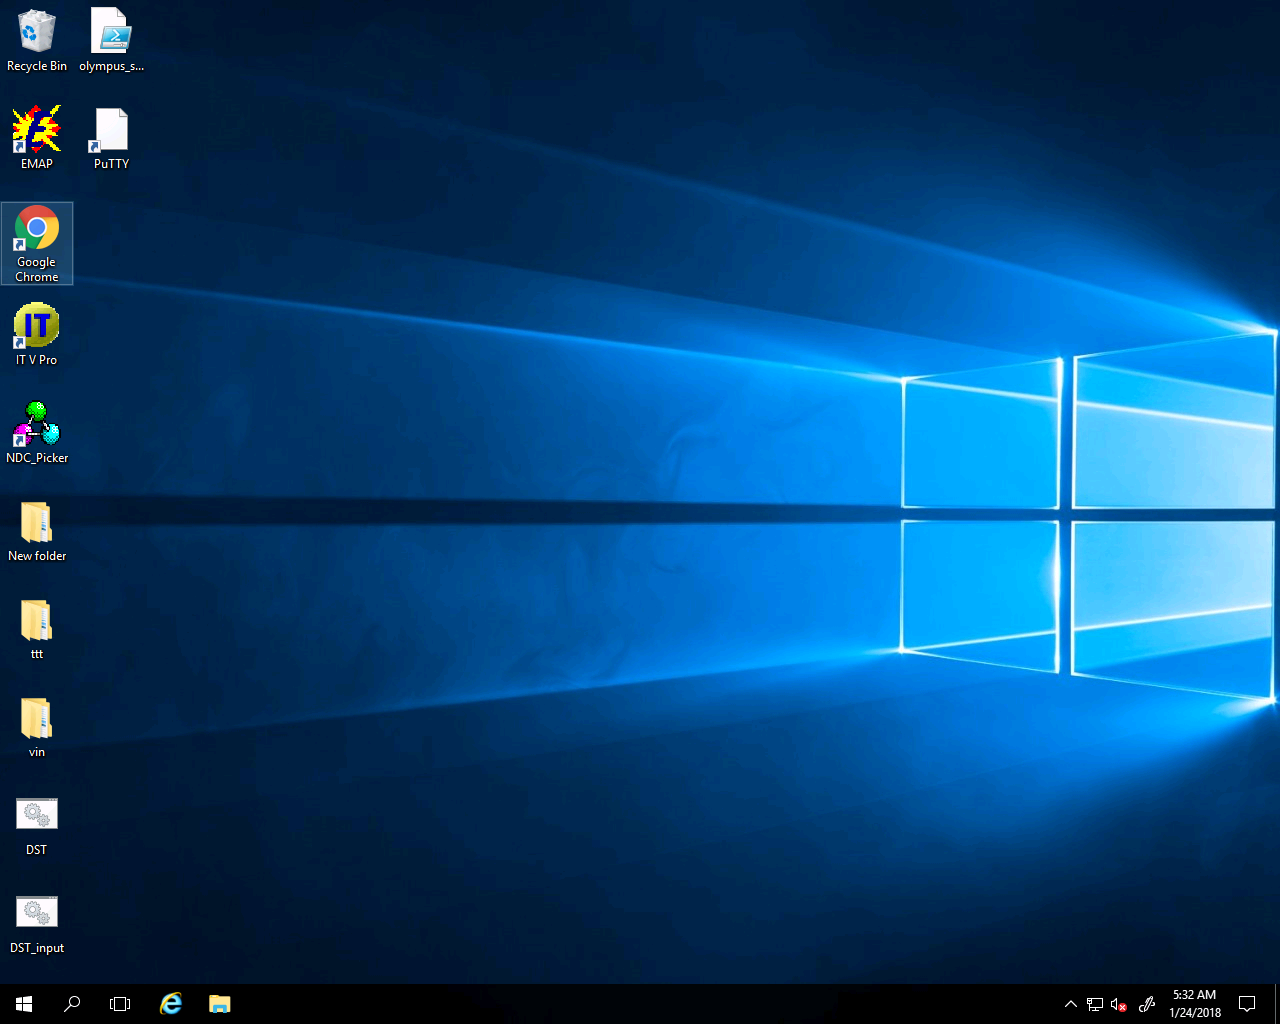 Recycle Bin
olympus_s...
EMAP
PuTTY
Google
Chrome
IT
IT V Pro
NDC_Picker
New folder
ttt
vin
DST
DST_input
5:32 AM
1/24/2018